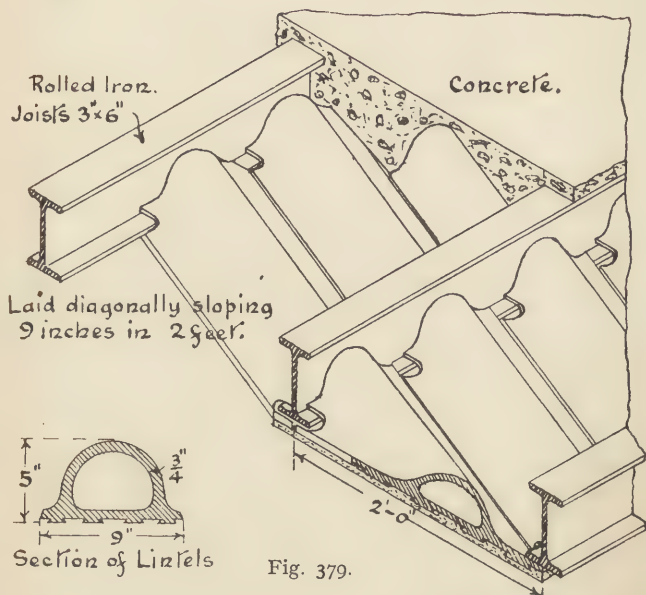 Rolled Iron.
Joists 3"×6"
Concrete.
Laid diagonally sloping
9 inches in 2 feet.
5"
3/4"
9"
Section of Lintels
2'-0"
Fig. 379.